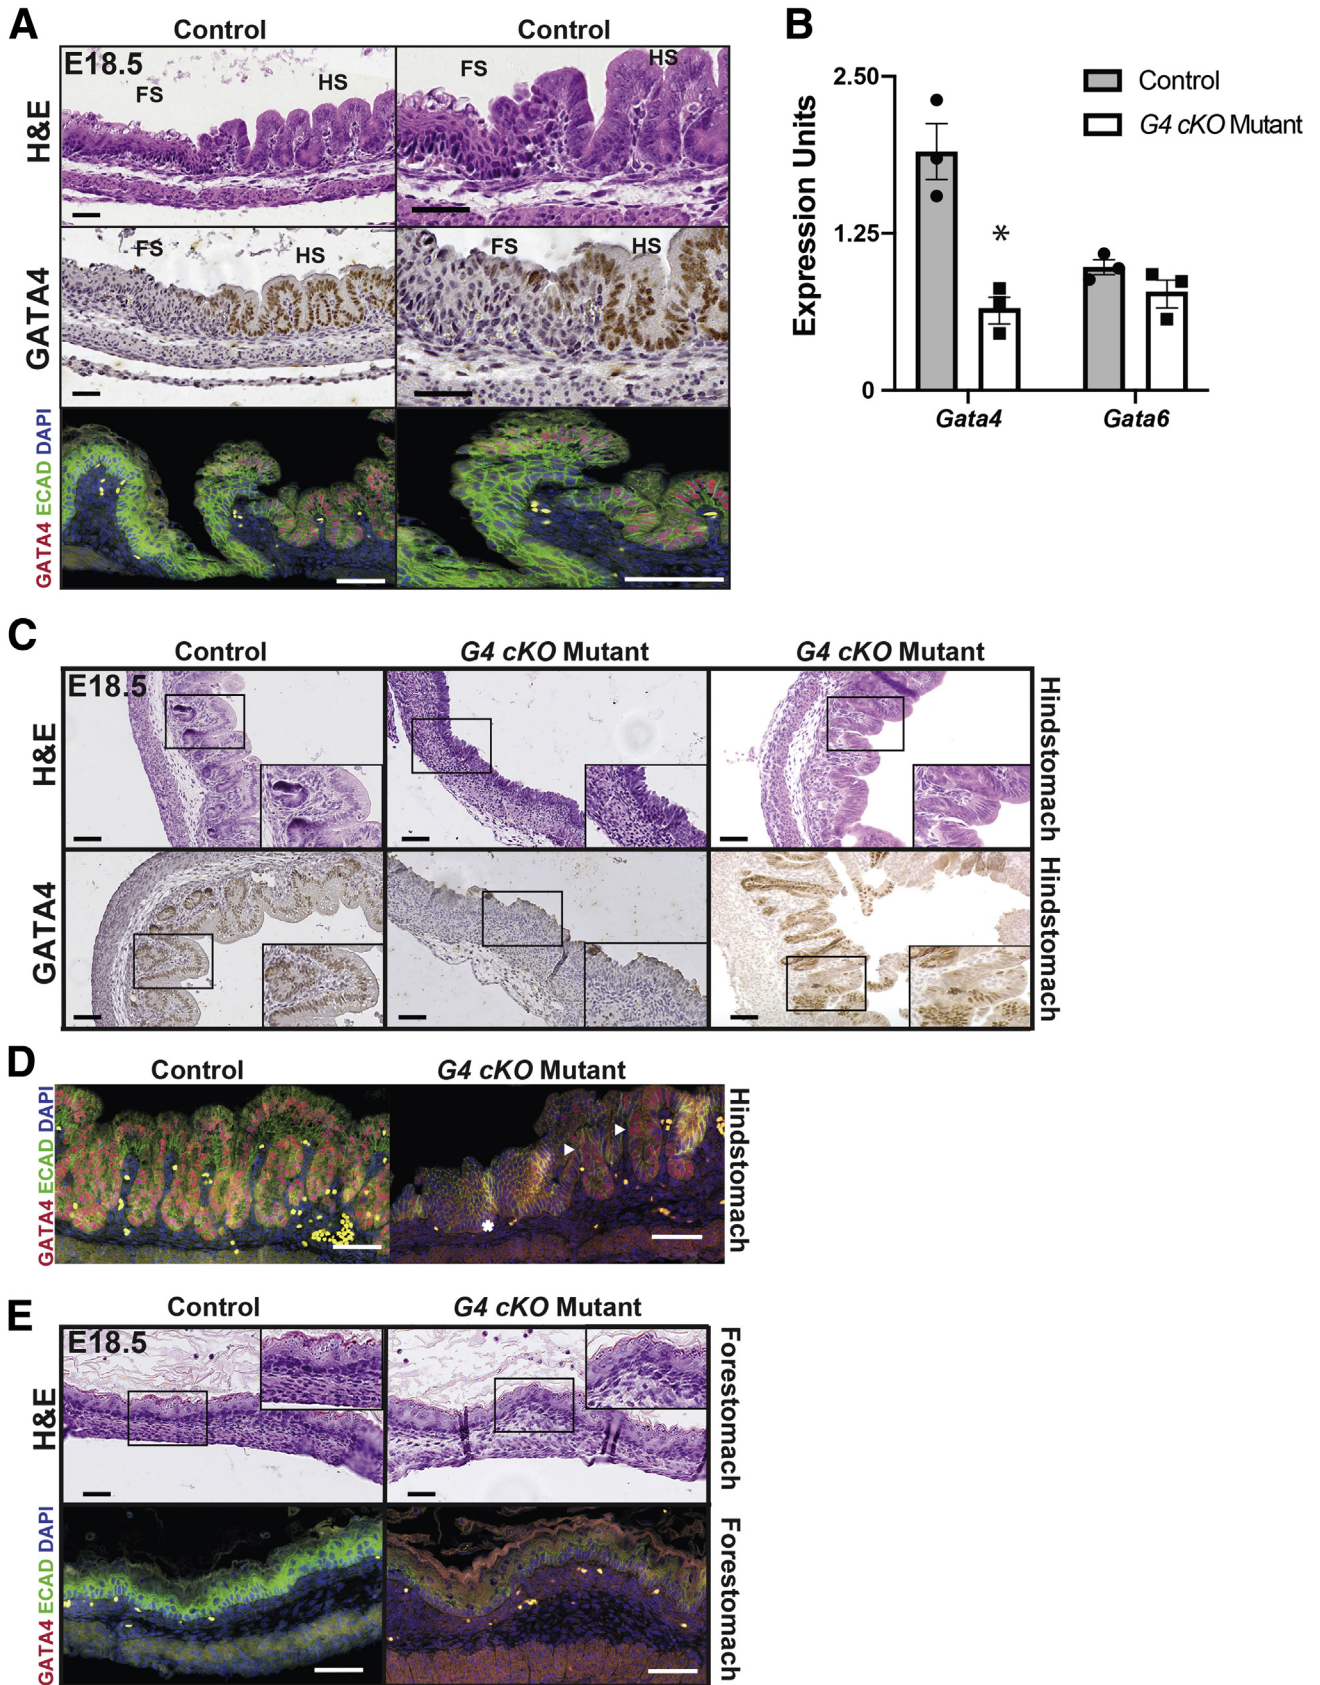 A
Control
Control
E18.5
FS
HS
FS
HS
H&E
FS
HS
FS
HS
GATA4
GATA4 ECAD DAPI
B
2.50
1.25
0
Expression Units
Control
G4 cKO Mutant
*
Gata4
Gata6
C
Control
G4 cKO Mutant
G4 cKO Mutant
E18.5
H&E
Hindstomach
GATA4
Hindstomach
D
Control
G4 cKO Mutant
GATA4 ECAD DAPI
*
Hindstomach
E
Control
G4 cKO Mutant
E18.5
H&E
Forestomach
GATA4 ECAD DAPI
Forestomach